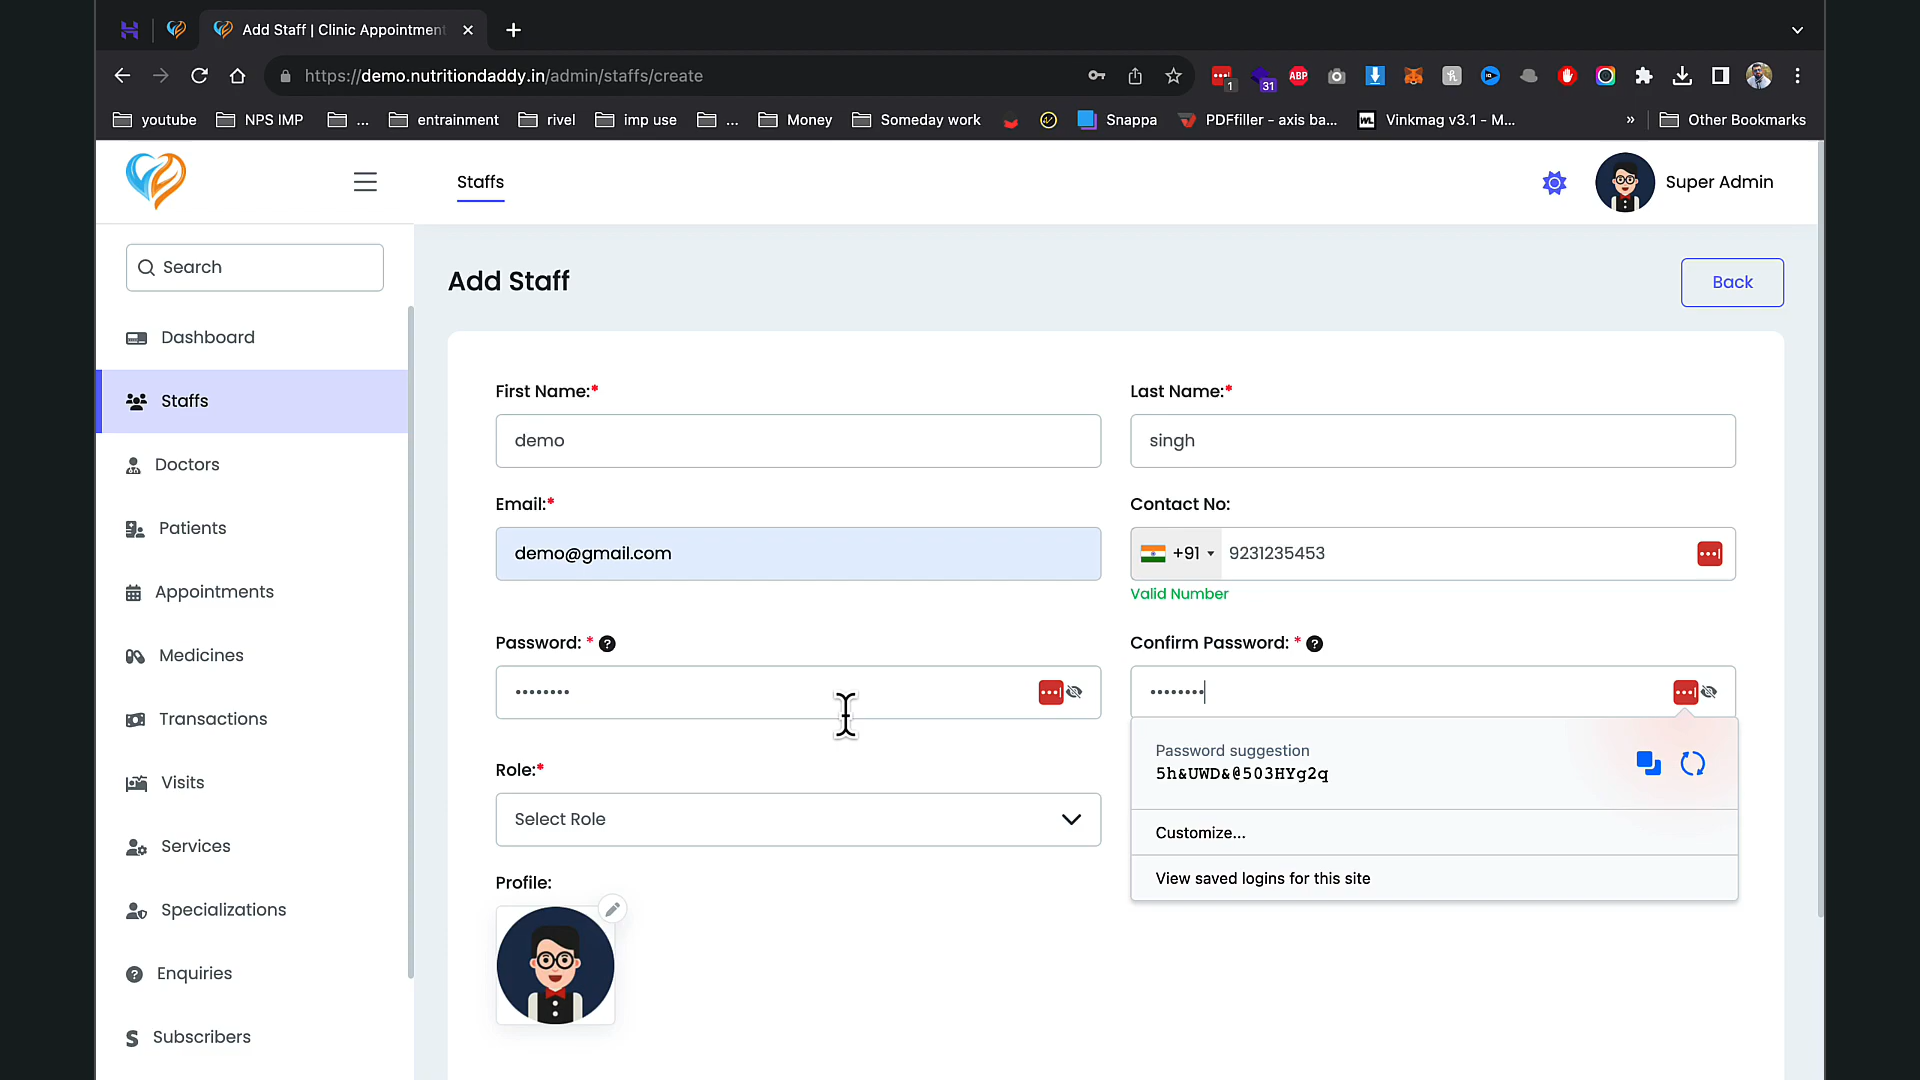 Add Staff | Clinic Appointment
https://demo.nutritiondaddy.in/admin/staffs/create
1
31
ABP
youtube
NPS IMP
...
entrainment
rivel
imp use
...
Money
Someday work
Snappa
PDFfiller - axis ba...
WL
Vinkmag v3.1 - M...
»
Other Bookmarks
Staffs
Super Admin
Search
Add Staff
Back
Dashboard
Staffs
Doctors
Patients
Appointments
Medicines
Transactions
Visits
Services
Specializations
Enquiries
Subscribers
First Name:*
demo
Last Name:*
singh
Email:*
demo@gmail.com
Contact No:
+91 9231235453
Valid Number
Password: * ?
••••••••
Confirm Password: * ?
••••••••
Password suggestion
5h&UWD&@503HYg2q
Customize...
View saved logins for this site
Role:*
Select Role
Profile: